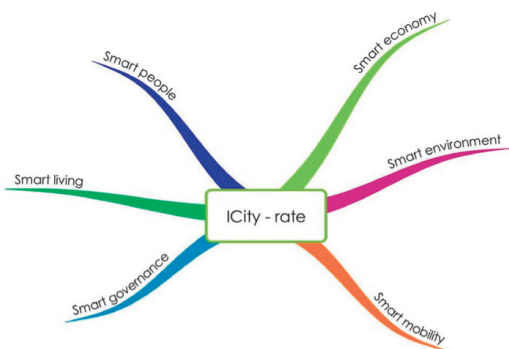 Smart economy
Smart people
Smart environment
Smart living
ICity - rate
Smart governance
Smart mobility